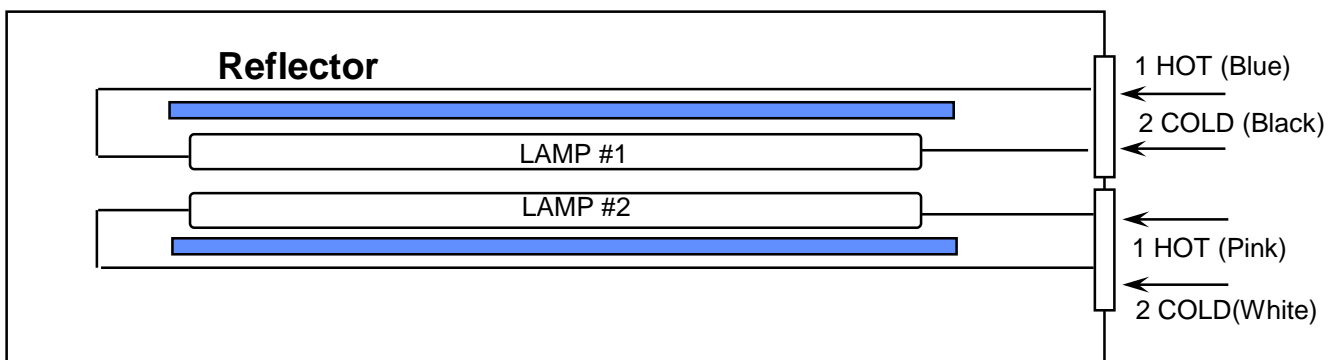 Reflector
1 HOT (Blue)
2 COLD (Black)
LAMP #1
LAMP #2
1 HOT (Pink)
2 COLD(White)